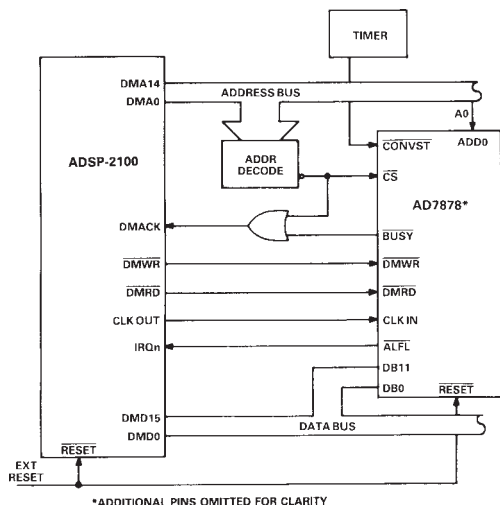 TIMER
DMA14
DMA0
ADDRESS BUS
A0
ADD0
ADSP-2100
ADDR
DECODE
CONVST
CS
AD7878*
DMACK
BUSY
DMWR
DMWR
DMRD
DMRD
CLK OUT
CLK IN
IRQn
ALFL
DB11
DB0
RESET
DMD15
DMD0
DATA BUS
RESET
EXT
RESET
*ADDITIONAL PINS OMITTED FOR CLARITY